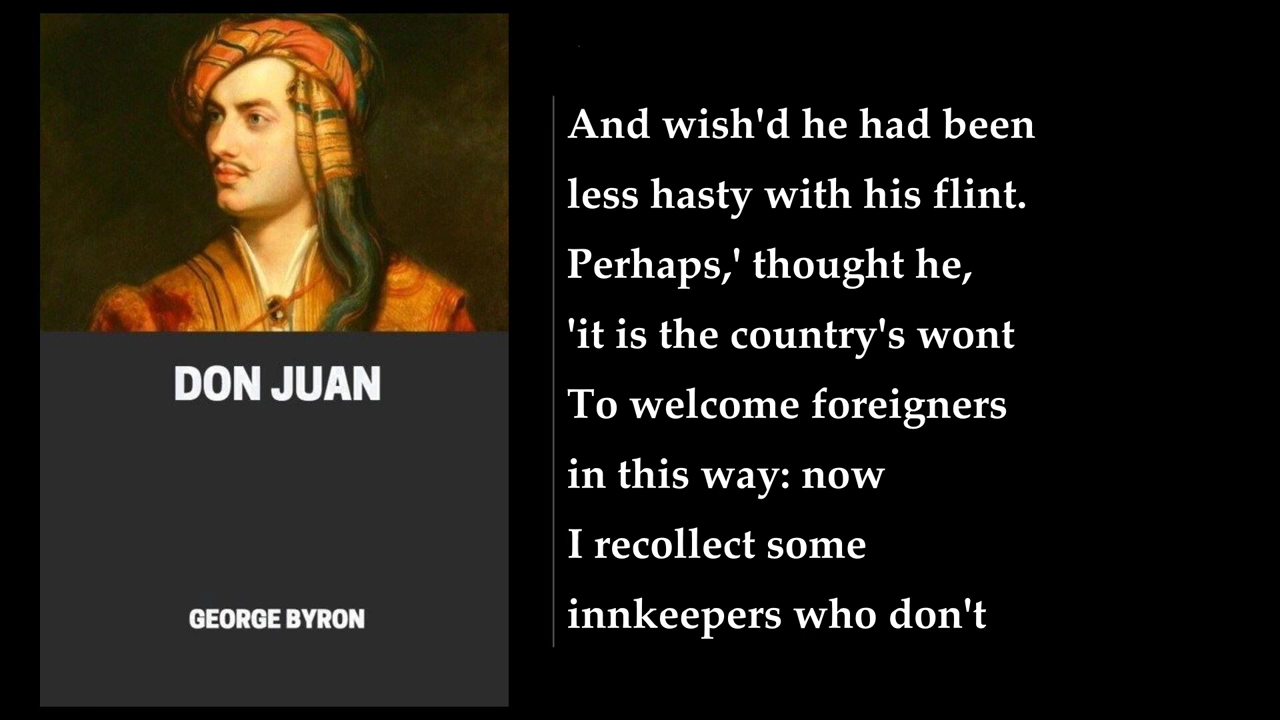 DON JUAN
GEORGE BYRON
And wish'd he had been
less hasty with his flint.
Perhaps,' thought he,
'it is the country's wont
To welcome foreigners
in this way: now
I recollect some
innkeepers who don't